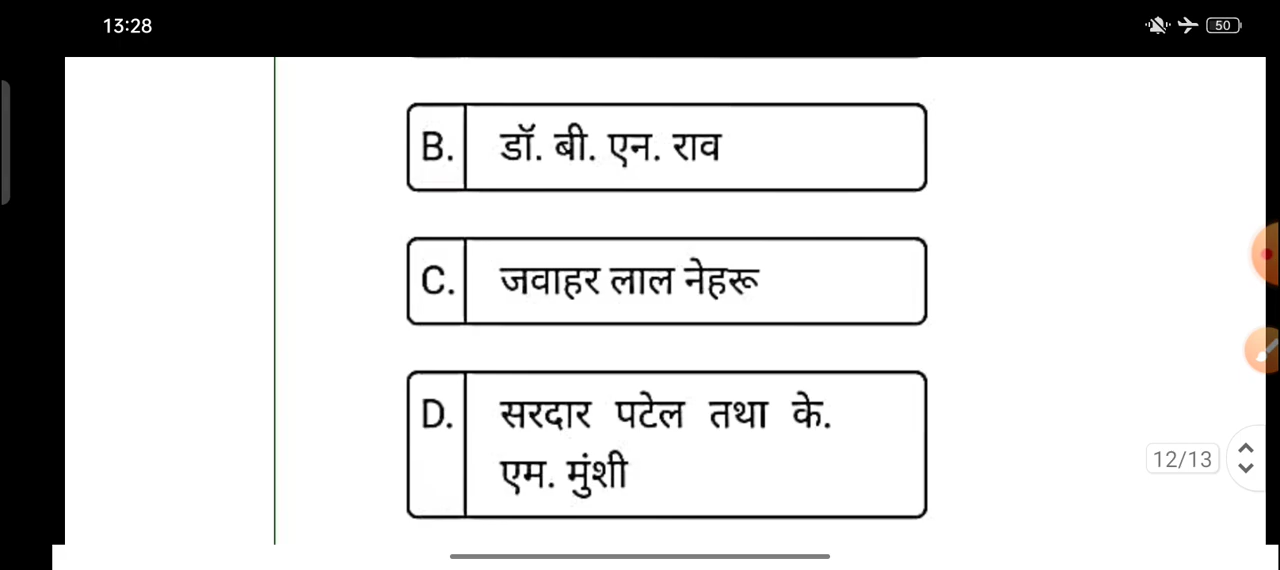 13:28
50
B. डॉ. बी. एन. राव
C. जवाहर लाल नेहरू
D. सरदार पटेल तथा के.
एम. मुंशी
12/13